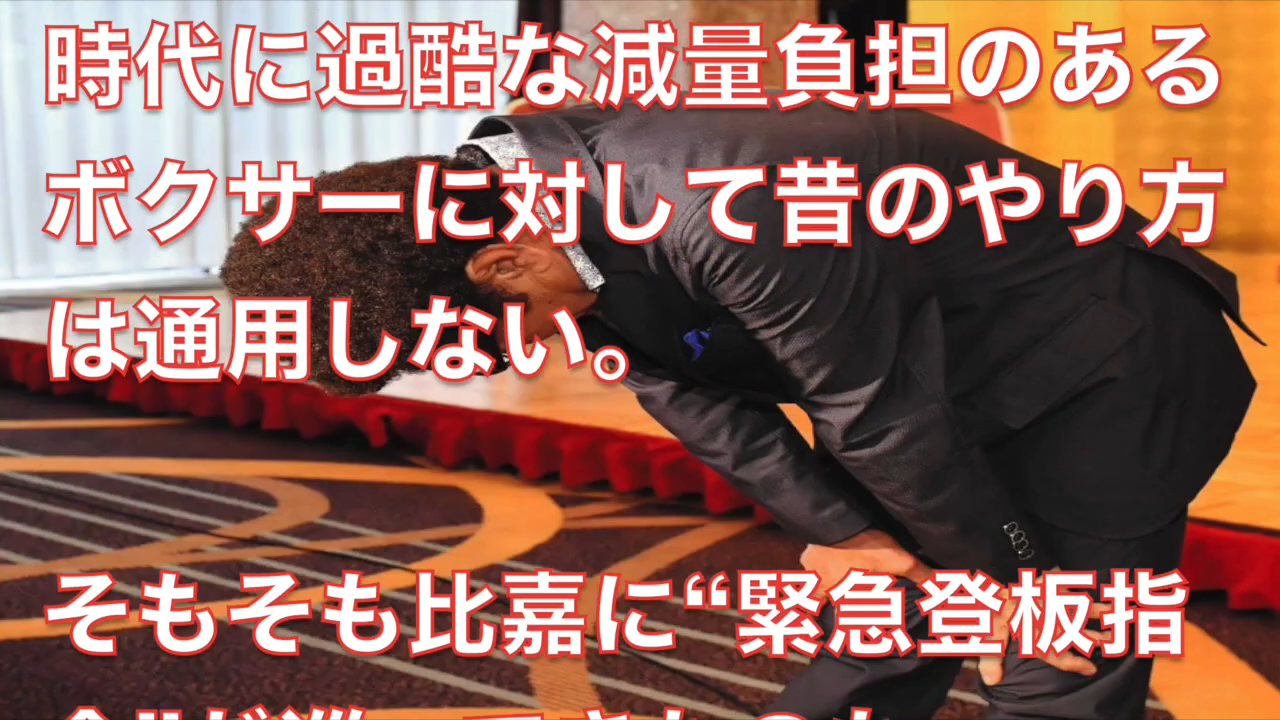 時代に過酷な減量負担のある
ボクサーに対して昔のやり方
は通用しない。
そもそも比嘉に“緊急登板指